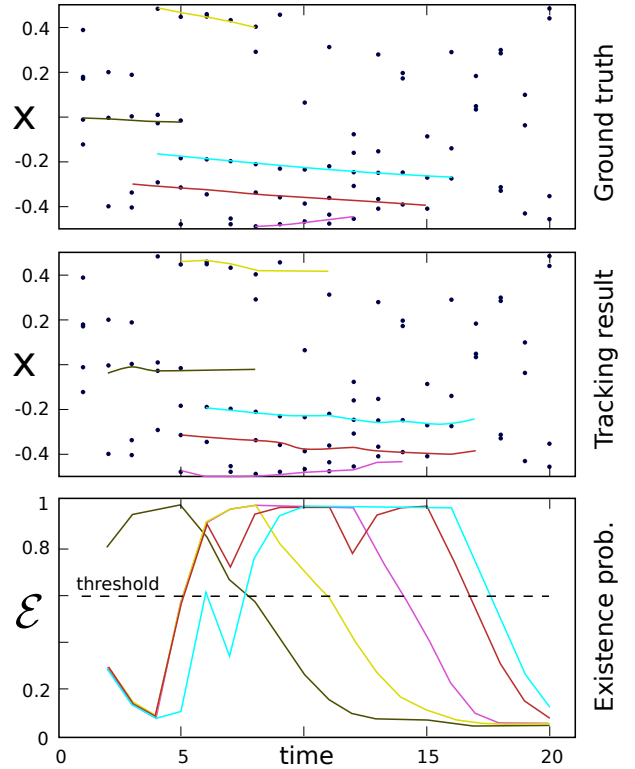 0.4
0.2
X
-0.2
-0.4
Ground truth
0.4
0.2
X
-0.2
-0.4
Tracking result
1
0.8
threshold
ℰ
0.2
0
Existence prob.
0 5 time 15 20